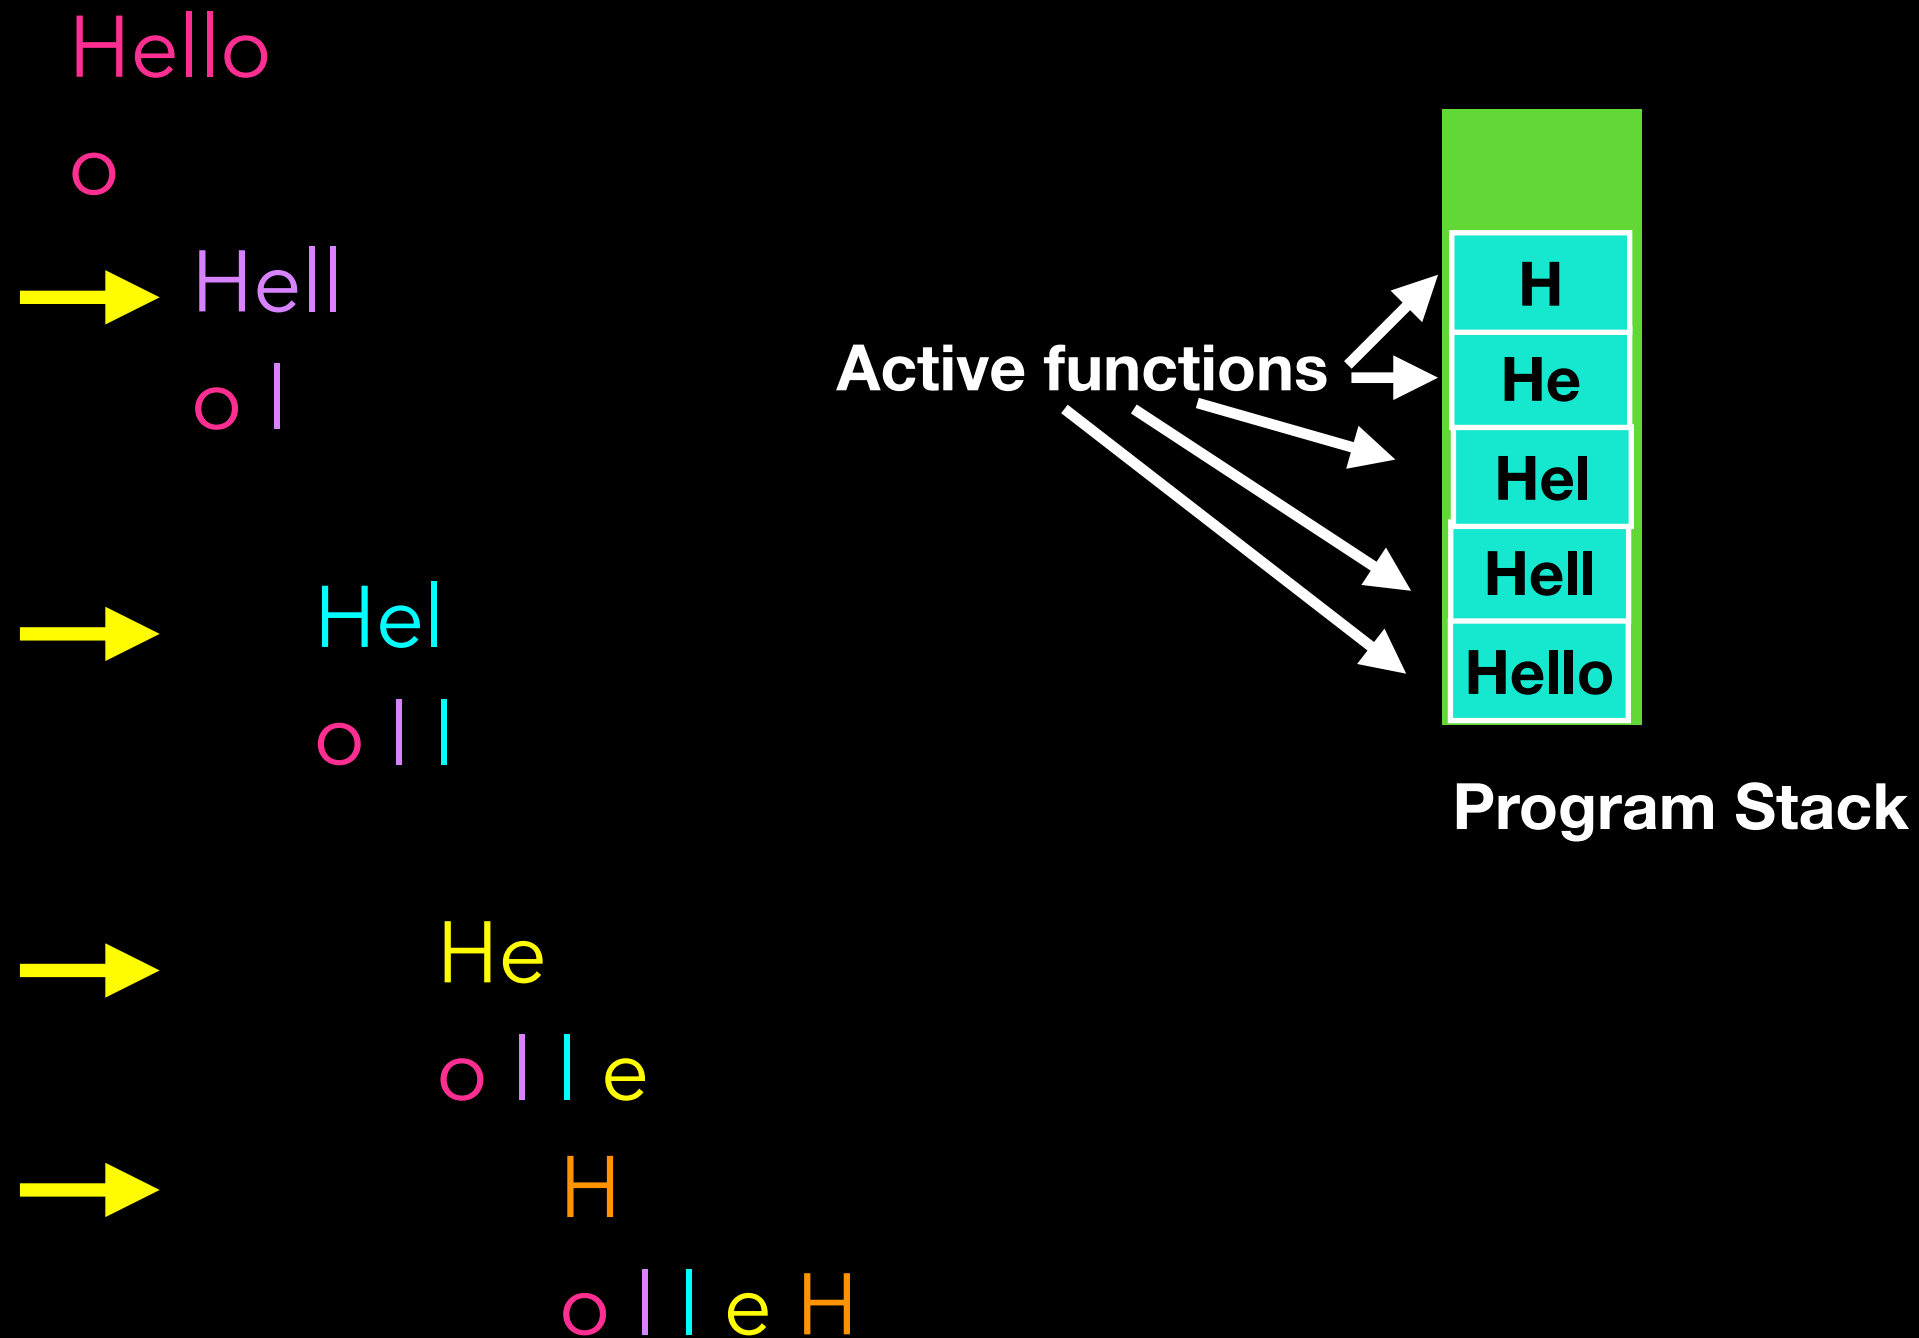 Hello
o
Hell
o l
Hel
o l l
He
o l l e
H
o l l e H
Active functions
H
He
Hel
Hell
Hello
Program Stack